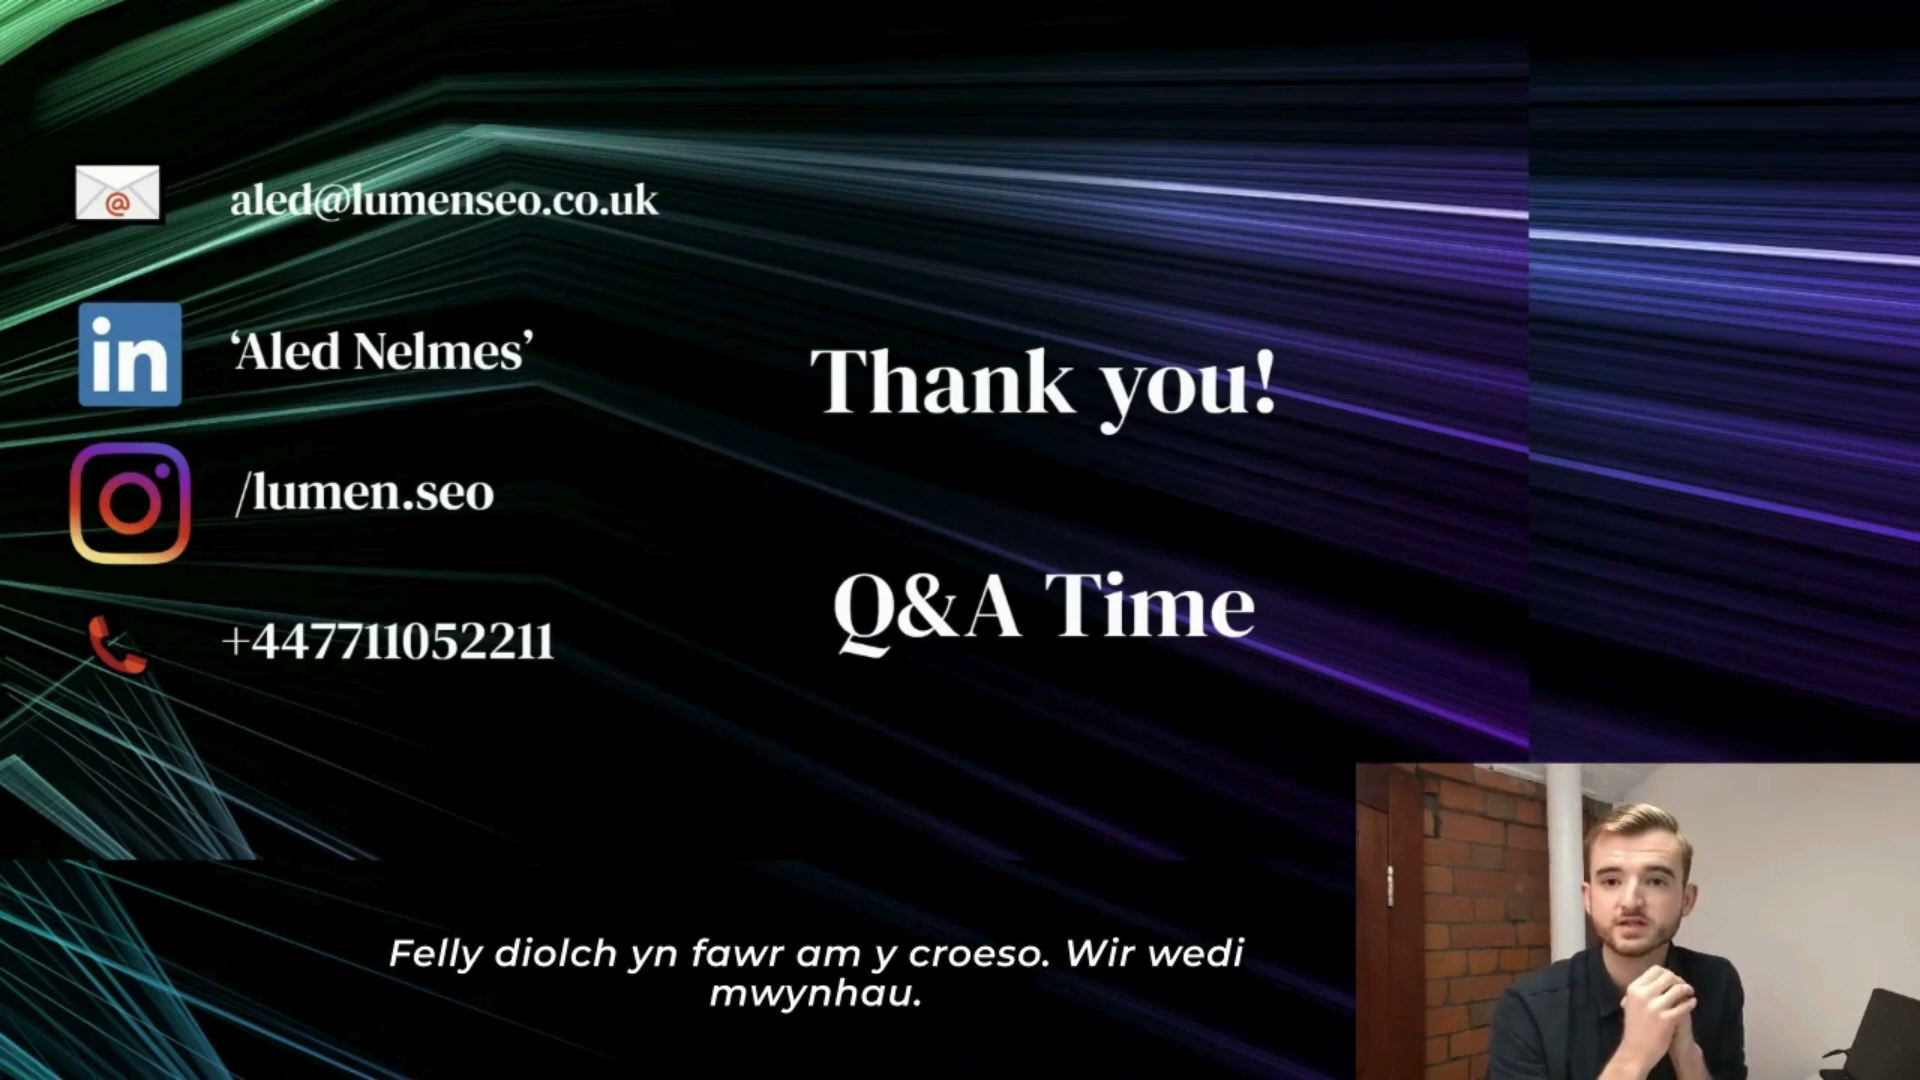 aled@lumenseo.co.uk
‘Aled Nelmes’
/lumen.seo
+447711052211
Thank you!
Q&A Time
Felly diolch yn fawr am y croeso. Wir wedi
mwynhau.